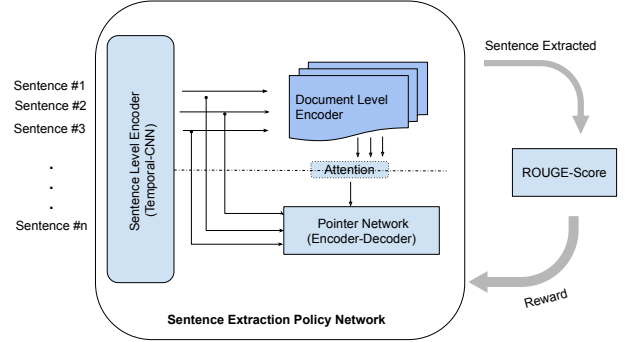 Sentence #1
Sentence #2
Sentence #3
.
.
.
Sentence #n
Sentence Level Encoder
(Temporal-CNN)
Document Level
Encoder
Attention
Pointer Network
(Encoder-Decoder)
Sentence Extraction Policy Network
Sentence Extracted
ROUGE-Score
Reward